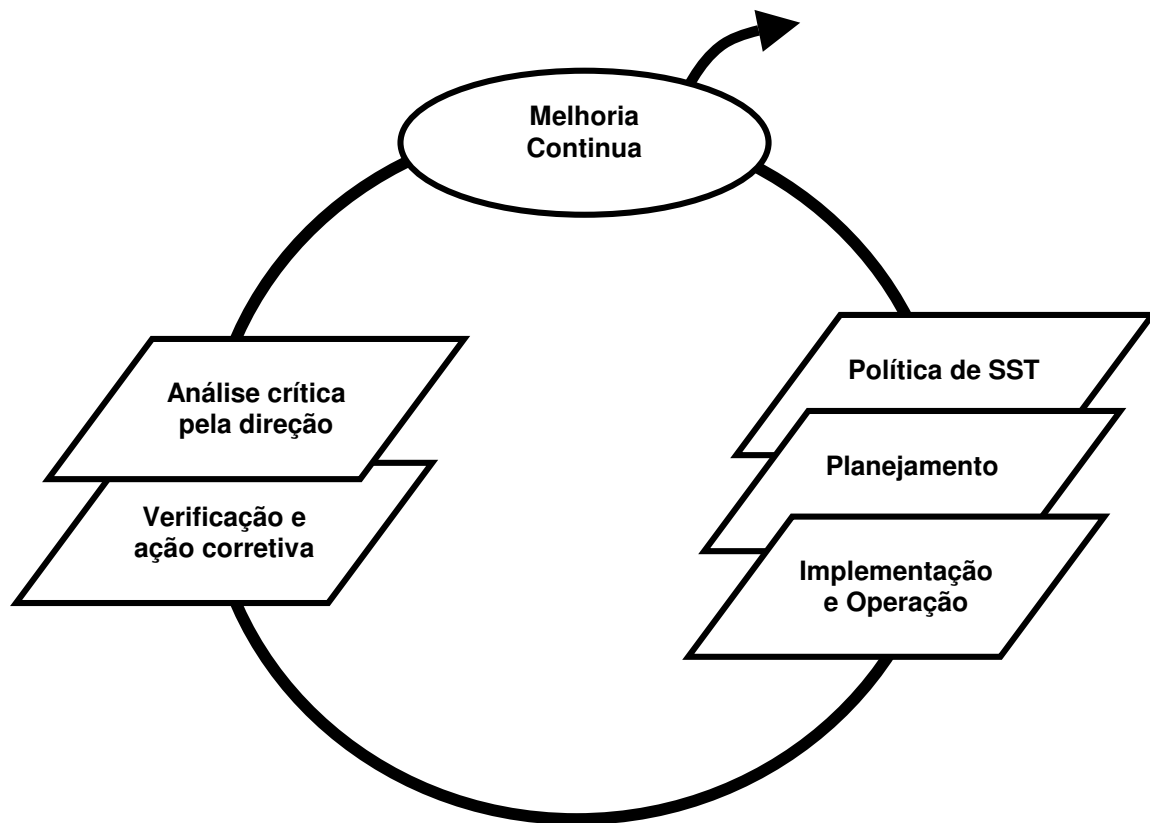 Melhoria
Continua
Política de SST
Planejamento
Implementação
e Operação
Análise crítica
pela direção
Verificação e
ação corretiva